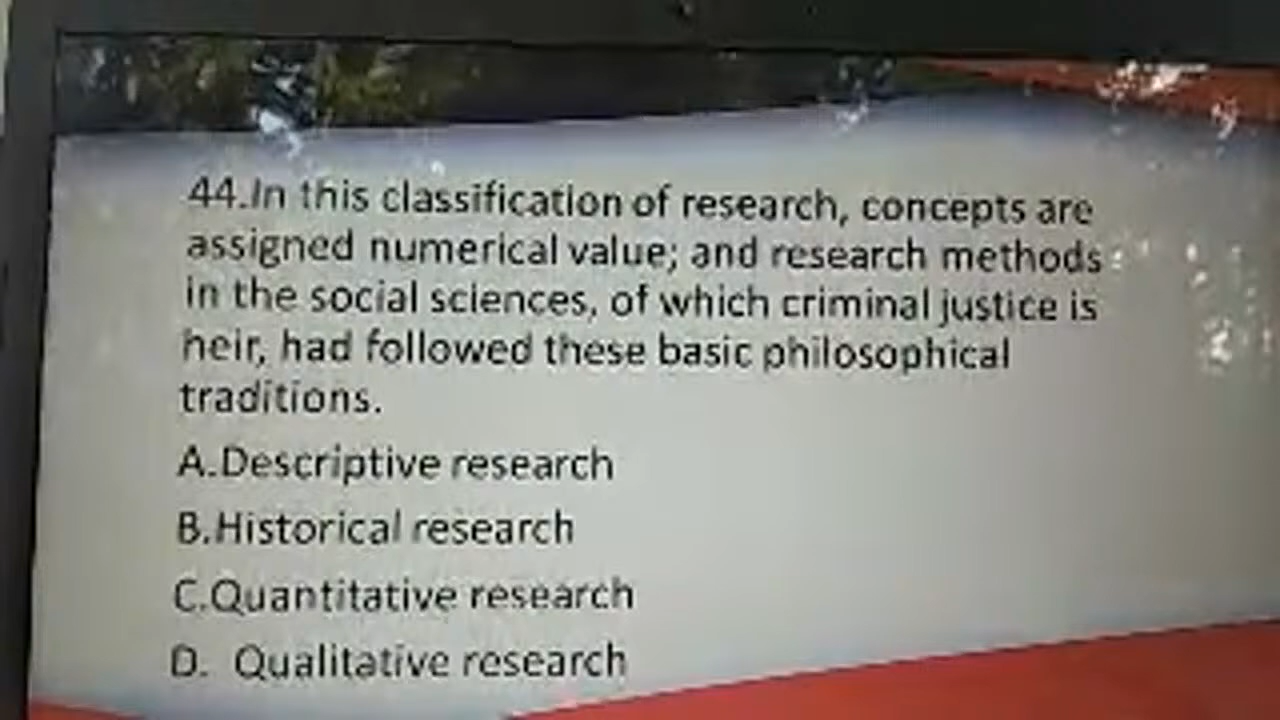 44.In this classification of research, concepts are
assigned numerical value; and research methods
in the social sciences, of which criminal justice is
heir, had followed these basic philosophical
traditions.
A.Descriptive research
B.Historical research
C.Quantitative research
D. Qualitative research